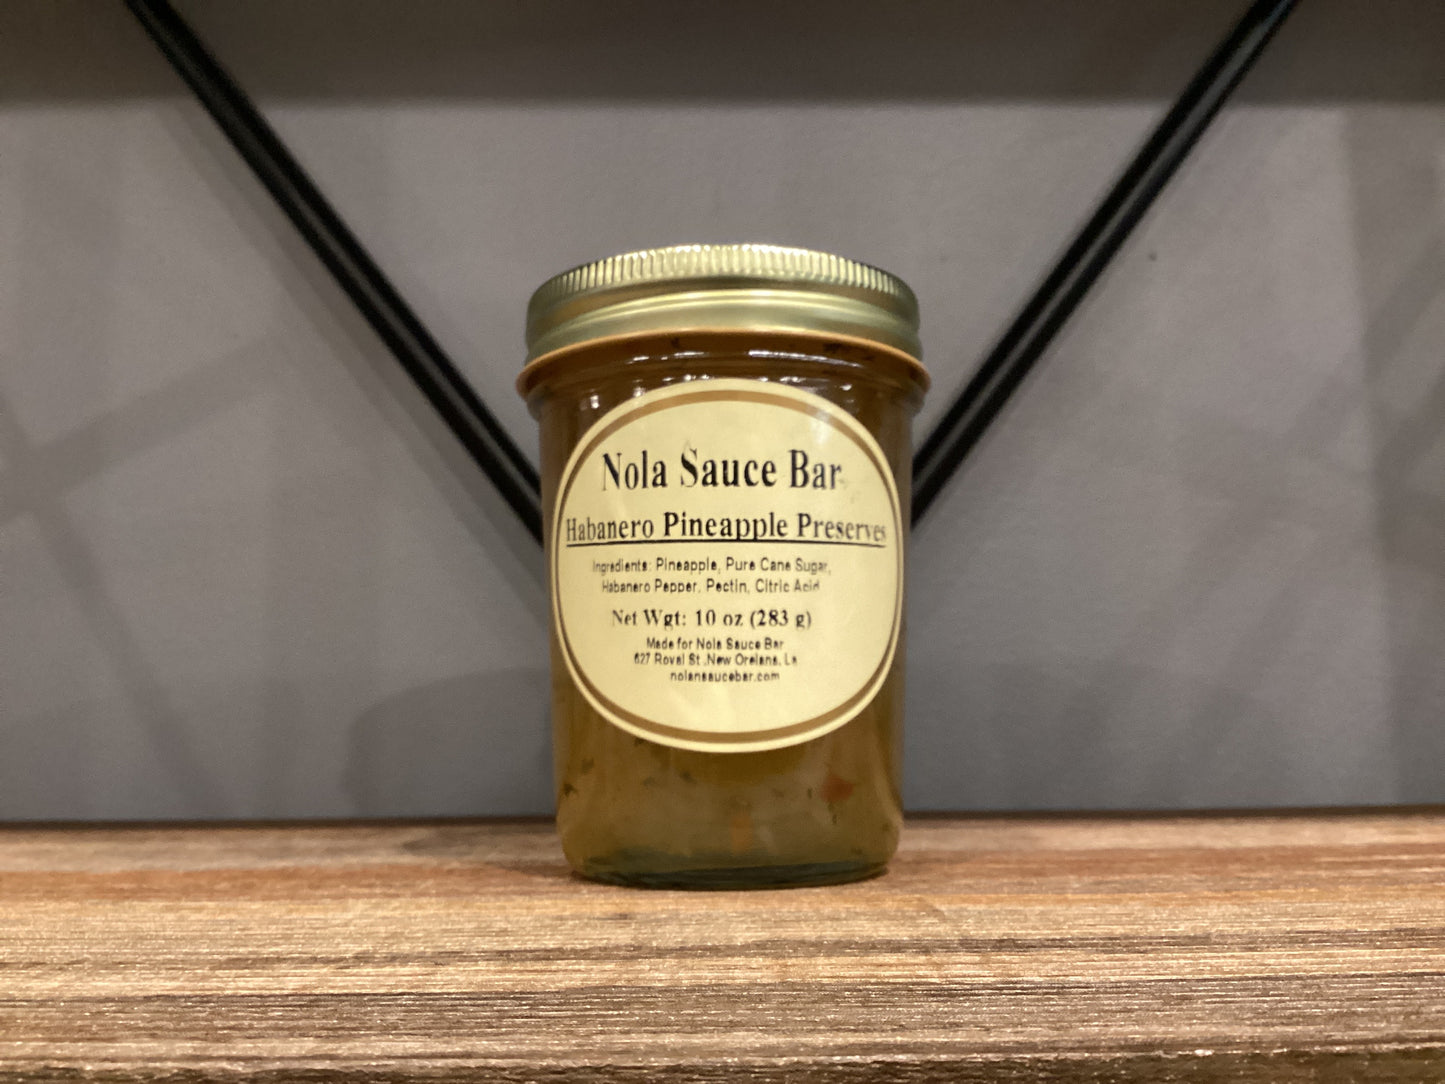 Nola Sauce Bar
Habanero Pineapple Preserves
Ingredients: Pineapple, Pure Cane Sugar,
Habanero Pepper, Pectin, Citric Acid
Net Wgt: 10 oz (283 g)
Made for Nola Sauce Bar
627 Royal St.,New Orelans, La
nolansaucebar.com